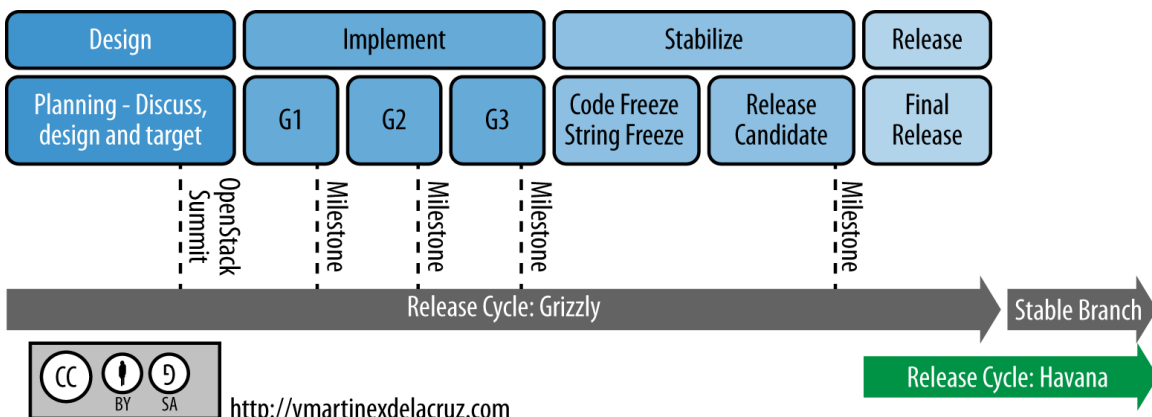 Design
Implement
Stabilize
Release
Planning - Discuss,
design and target
G1
G2
G3
Code Freeze
String Freeze
Release
Candidate
Final
Release
OpenStack
Summit
Milestone
Milestone
Milestone
Milestone
Release Cycle: Grizzly
Stable Branch
Release Cycle: Havana
CC
BY
SA
http://vmartinexdelacruz.com